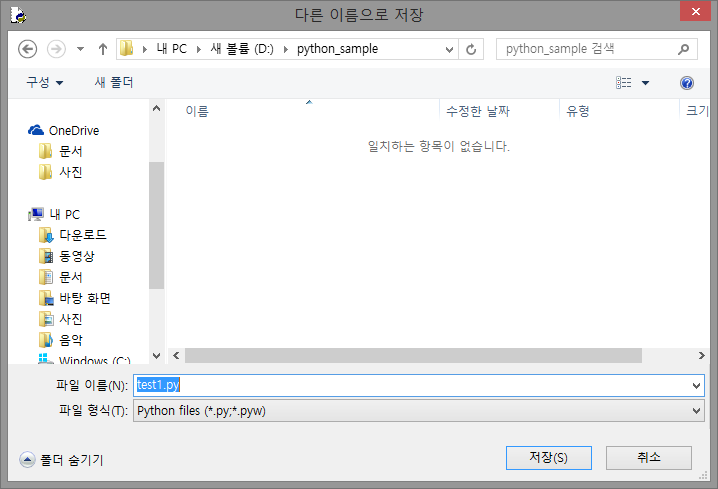 다른 이름으로 저장
내 PC
새 볼륨 (D:)
python_sample
python_sample 검색
구성
새 폴더
이름
수정한 날짜
유형
크기
일치하는 항목이 없습니다.
OneDrive
문서
사진
내 PC
다운로드
동영상
문서
바탕 화면
사진
음악
Windows (C:)
파일 이름(N):
test1.py
파일 형식(T):
Python files (*.py;*.pyw)
폴더 숨기기
저장(S)
취소